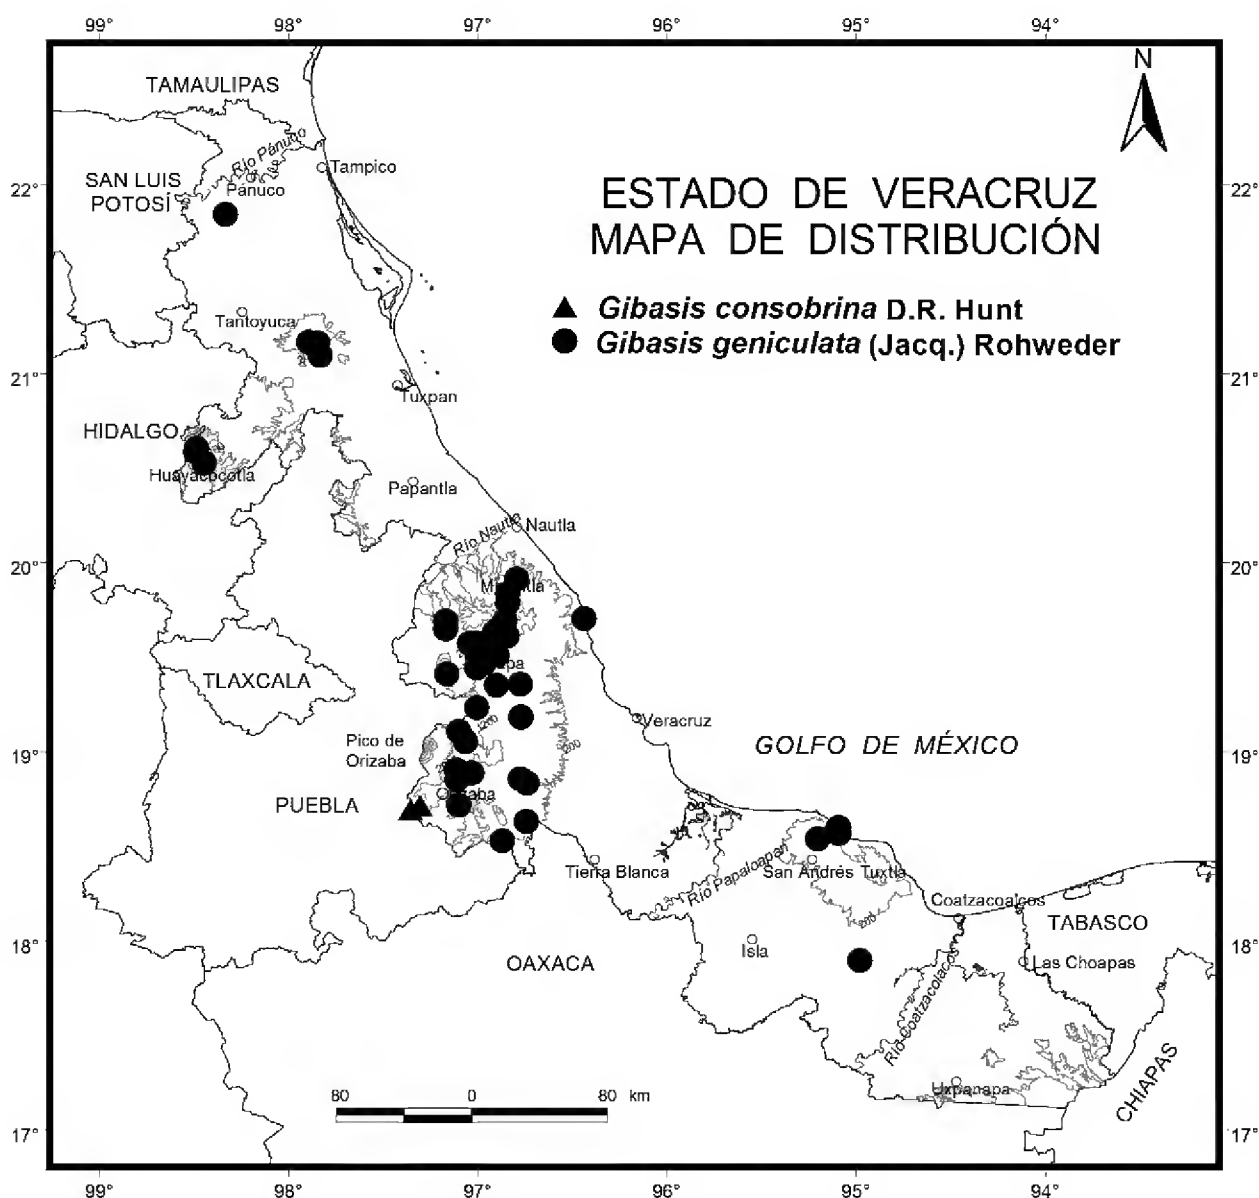 99° 98° 97° 96° 95° 94°
N
TAMAULIPAS
Río Pánuco
Tampico
SAN LUIS
POTOSÍ
Pánuco
22° 22°
ESTADO DE VERACRUZ
MAPA DE DISTRIBUCIÓN
Gibasis consobrina D.R. Hunt
Gibasis geniculata (Jacq.) Rohweder
Tantoyuca
21° 21°
Tuxpan
HIDALGO
Huayacocotla
Papantla
Río Nautla
Nautla
20° 20°
TLAXCALA
Veracruz
1200
200
Pico de
Orizaba
GOLFO DE MÉXICO
19° 19°
PUEBLA
Tierra Blanca
Río Papaloapan
San Andrés Tuxtla
Coatzacoalcos
200
TABASCO
18° 18°
Isla
OAXACA
Las Choapas
Río Coatzacoalcos
Uxpanapa
CHIAPAS
80 0 80 km
17° 17°
99° 98° 97° 96° 95° 94°